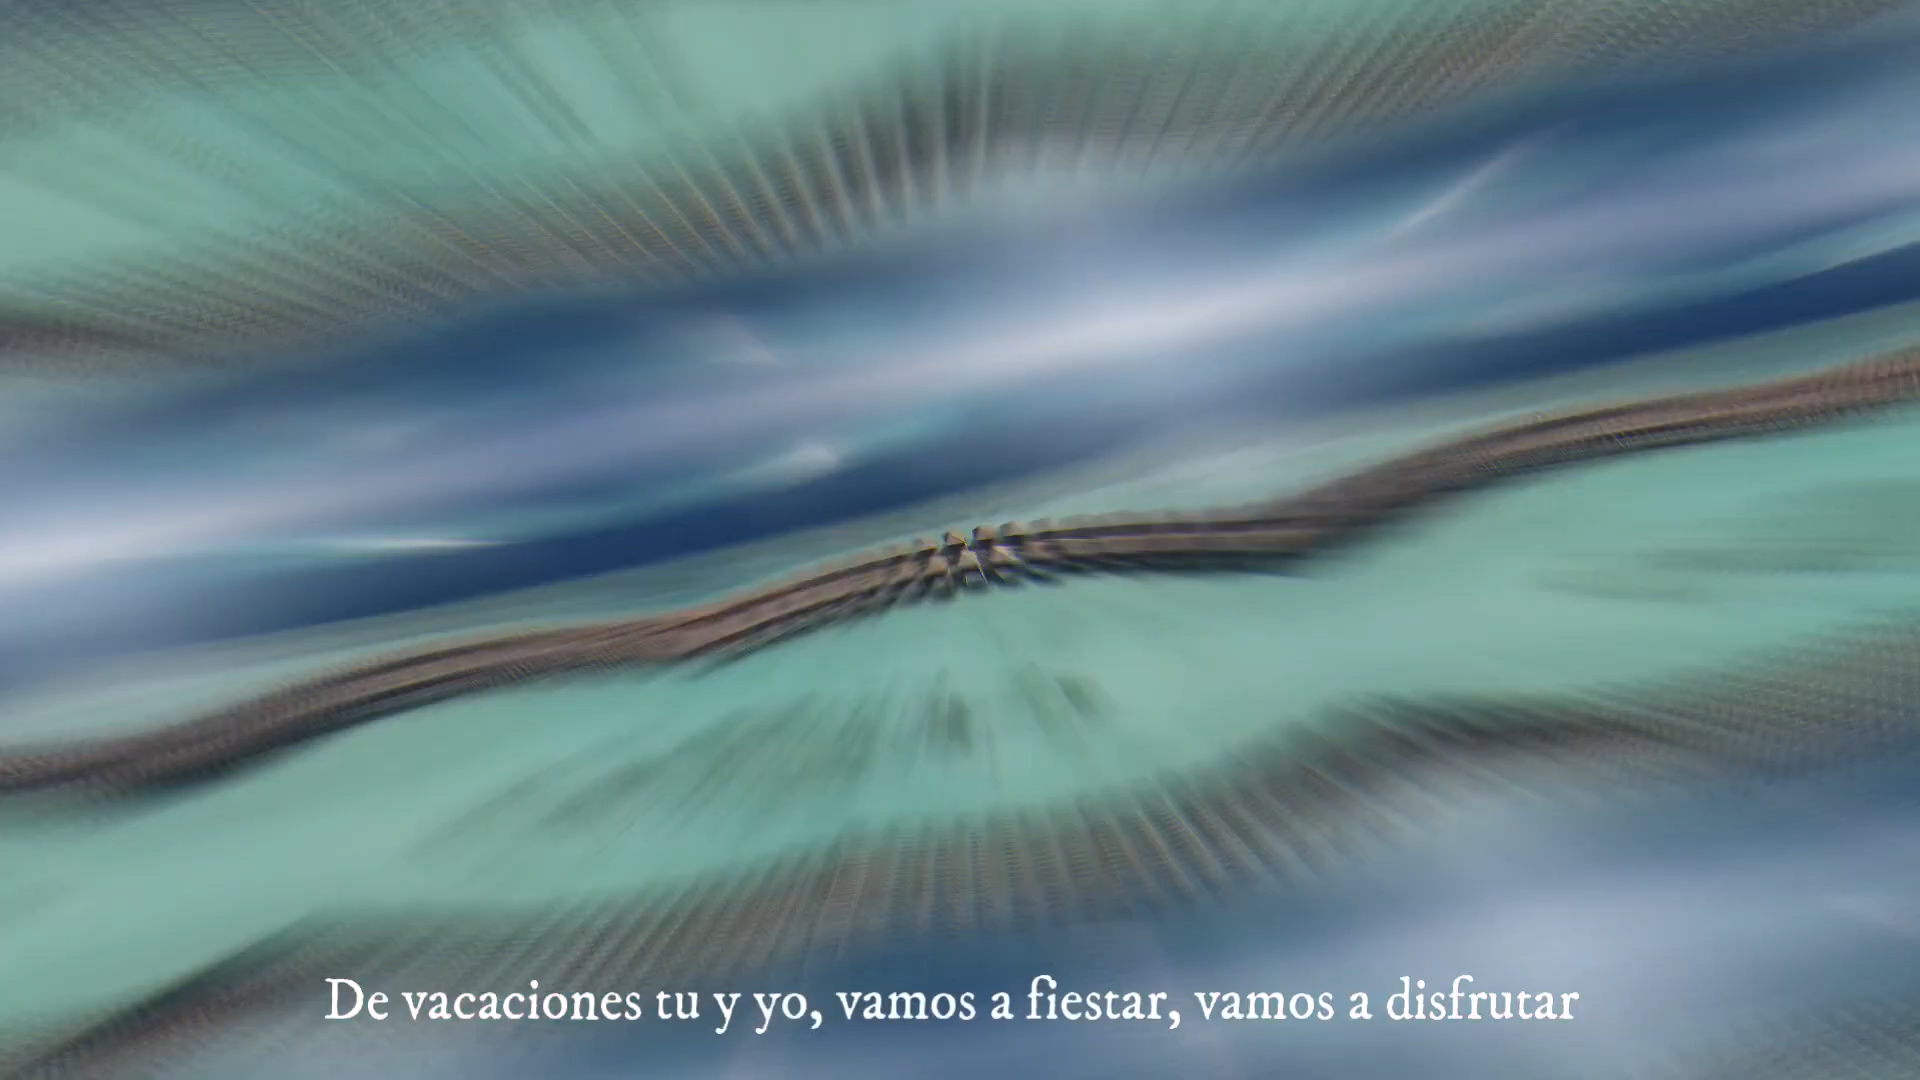 De vacaciones tu y yo, vamos a fiestar, vamos a disfrutar